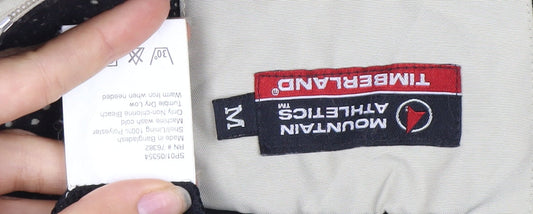 TIMBERLAND®
MOUNTAIN
ATHLETICS
TM
M
30°
SP01/05354
RN # 76382
Made in Bangladesh
Shell/Lining 100% Polyester
Machine wash cold
Only Non-chlorine Bleach
Tumble Dry Low
Warm Iron when needed